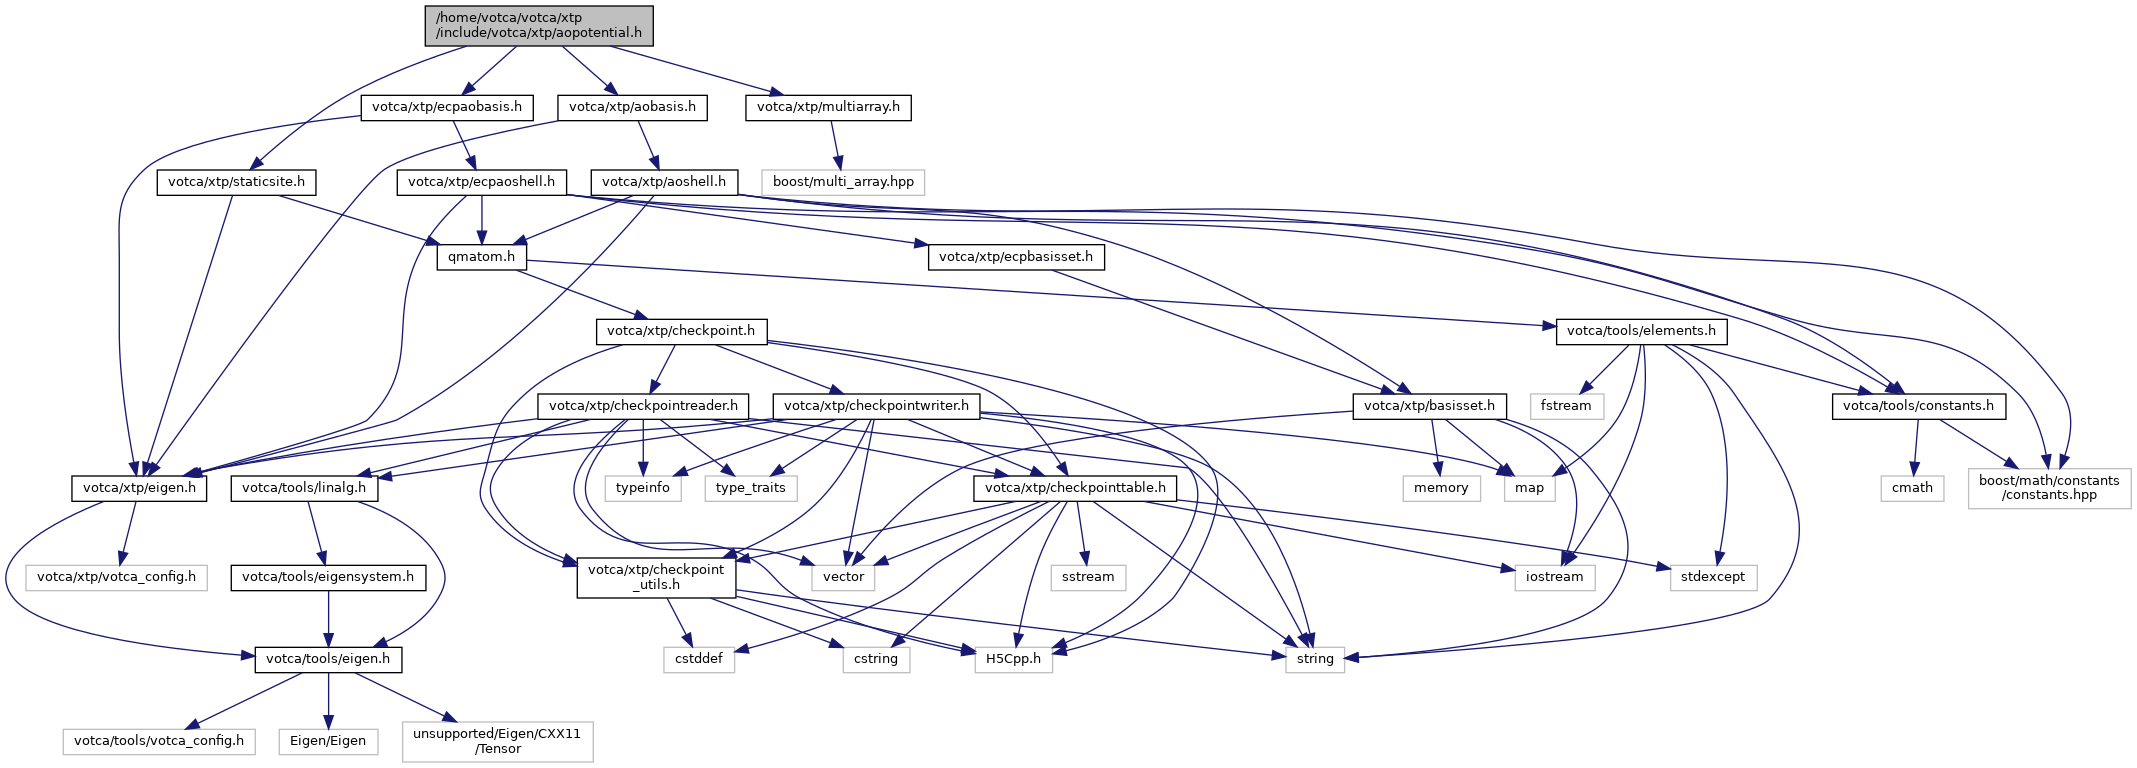 /home/votca/votca/xtp
/include/votca/xtp/aopotential.h
votca/xtp/ecpaobasis.h
votca/xtp/aobasis.h
votca/xtp/multiarray.h
votca/xtp/staticsite.h
votca/xtp/ecpaoshell.h
votca/xtp/aoshell.h
boost/multi_array.hpp
qmatom.h
votca/xtp/ecpbasisset.h
votca/xtp/checkpoint.h
votca/tools/elements.h
votca/xtp/checkpointreader.h
votca/xtp/checkpointwriter.h
votca/xtp/basisset.h
fstream
votca/tools/constants.h
votca/xtp/eigen.h
votca/tools/linalg.h
typeinfo
type_traits
votca/xtp/checkpointtable.h
memory
map
cmath
boost/math/constants
/constants.hpp
votca/xtp/votca_config.h
votca/tools/eigensystem.h
votca/xtp/checkpoint
_utils.h
vector
sstream
iostream
stdexcept
votca/tools/eigen.h
cstddef
cstring
H5Cpp.h
string
votca/tools/votca_config.h
Eigen/Eigen
unsupported/Eigen/CXX11
/Tensor